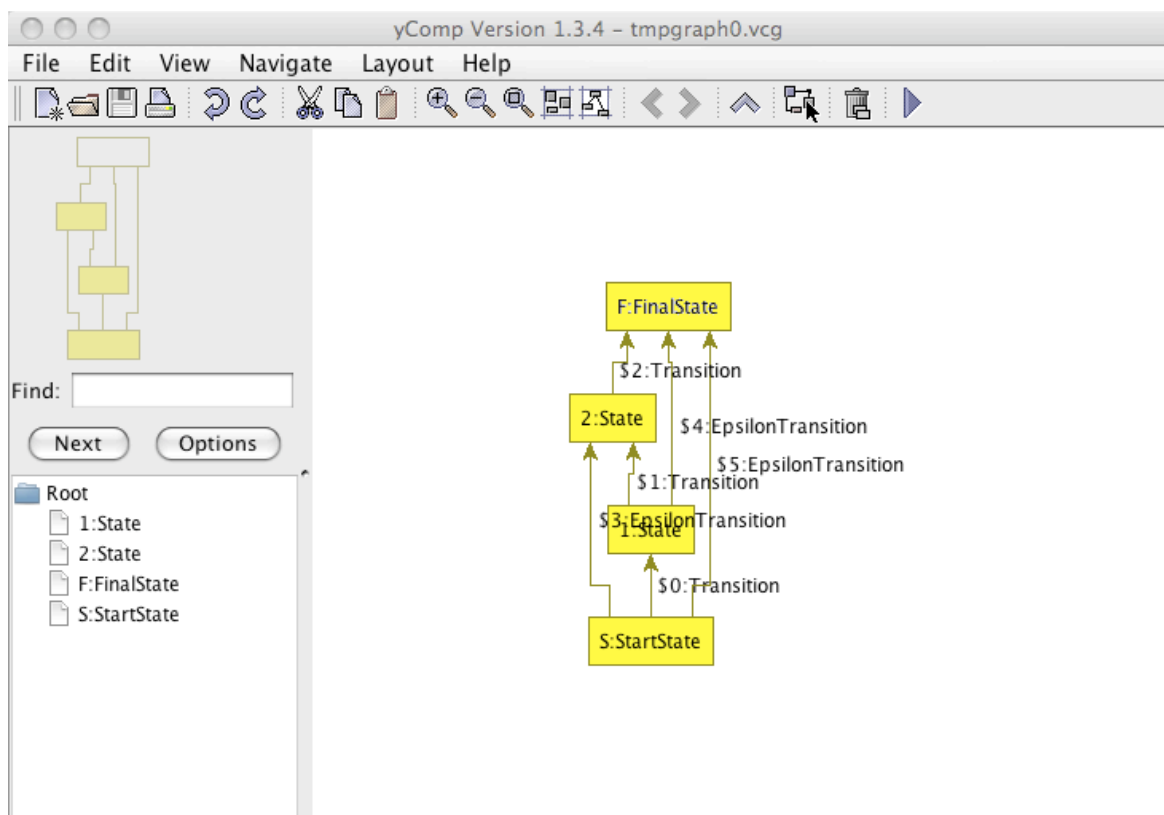 yComp Version 1.3.4 – tmpgraph0.vcg
File Edit View Navigate Layout Help
Find:
Next Options
Root
1:State
2:State
F:FinalState
S:StartState
F:FinalState
$2:Transition
2:State
$4:EpsilonTransition
$5:EpsilonTransition
$1:Transition
$3:EpsilonTransition
1:State
$0:Transition
S:StartState